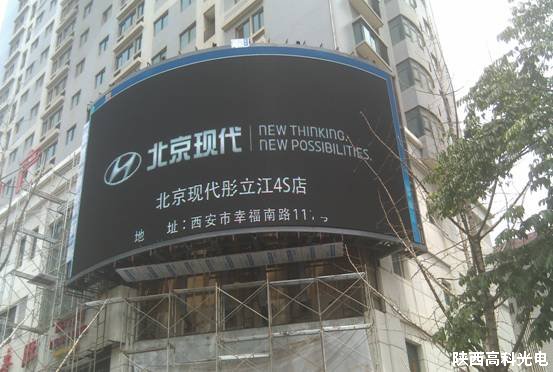 北京现代
NEW THINKING.
NEW POSSIBILITIES.
北京现代彤立江4S店
地 址:西安市幸福南路11
陕西高科光电